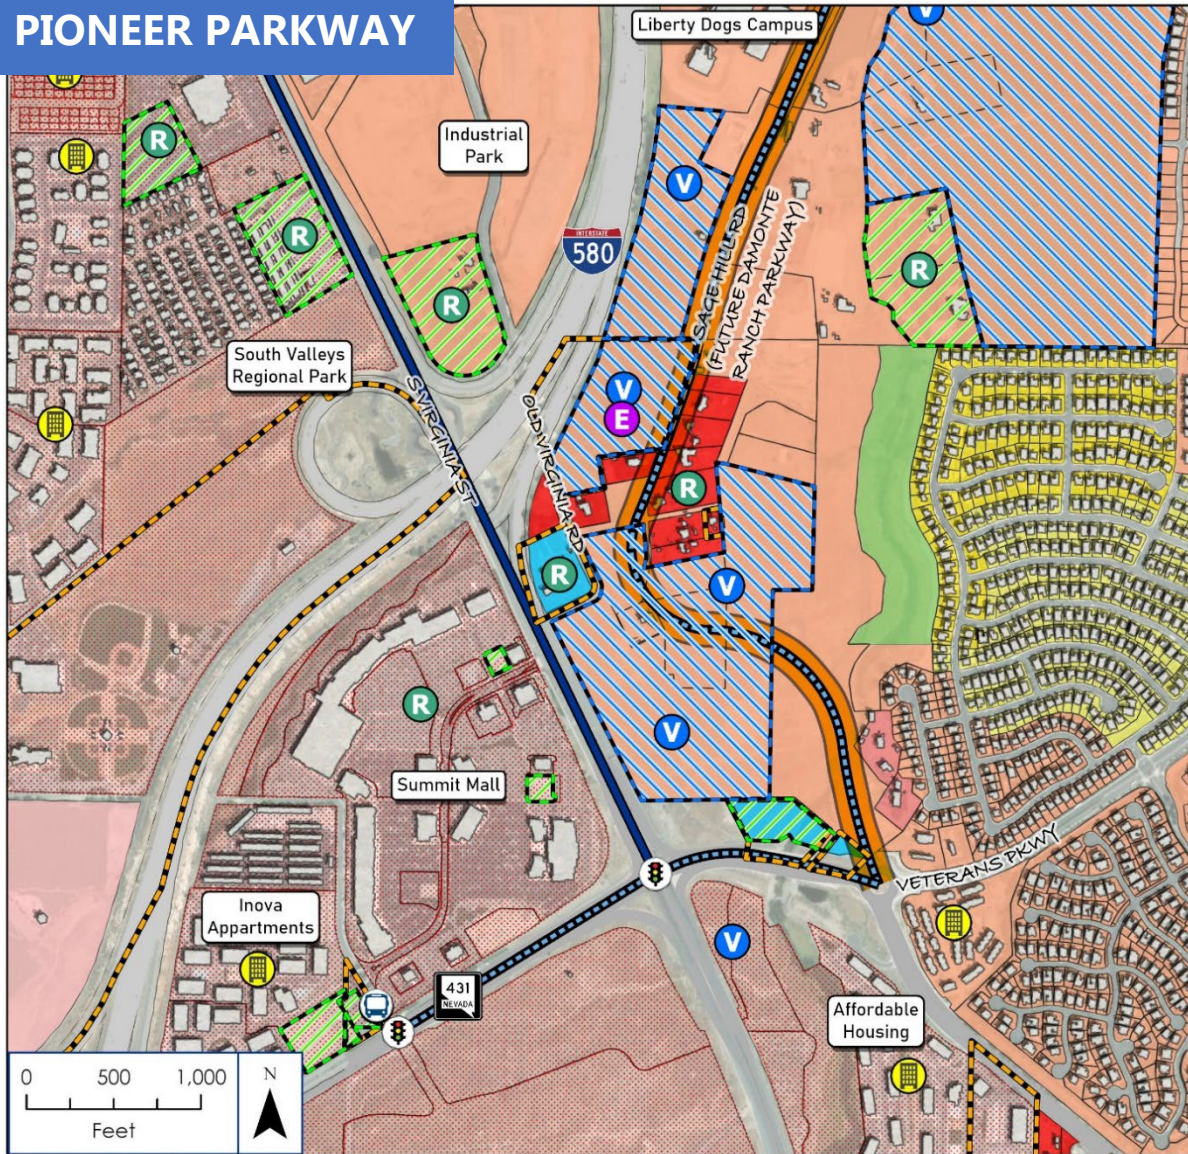 PIONEER PARKWAY
Liberty Dogs Campus
V
R
Industrial
Park
V
R
INTERSTATE
580
R
R
SAGE HILL RD
(FUTURE DAMONTE
RANCH PARKWAY)
South Valleys
Regional Park
S VIRGINIA ST
OLD VIRGINIA RD
V
E
R
R
V
R
V
Summit Mall
VETERANS PKWY
Inova
Appartments
V
431
NEVADA
Affordable
Housing
0 500 1,000
Feet
N